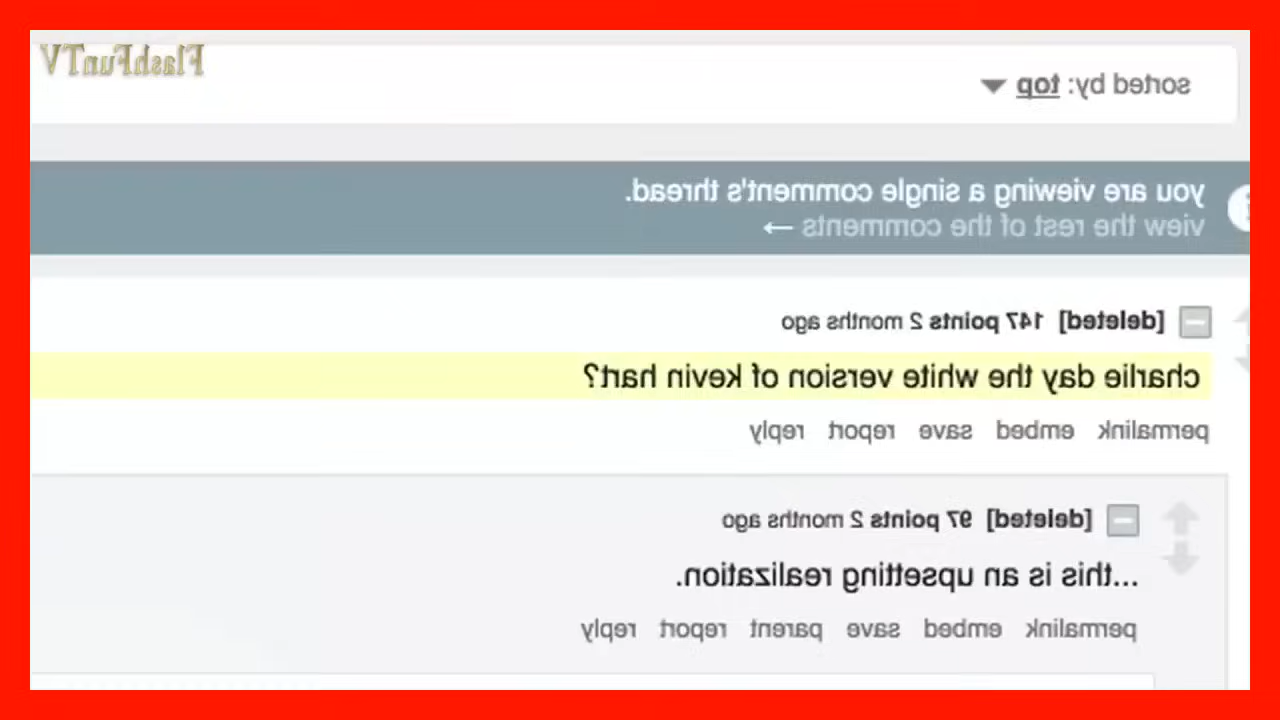 FlashFunTV
sorted by: top
you are viewing a single comment's thread.
view the rest of the comments →
[deleted] 147 points 2 months ago
charlie day the white version of kevin hart?
permalink embed save report reply
[deleted] 97 points 2 months ago
...this is an upsetting realization.
permalink embed save parent report reply